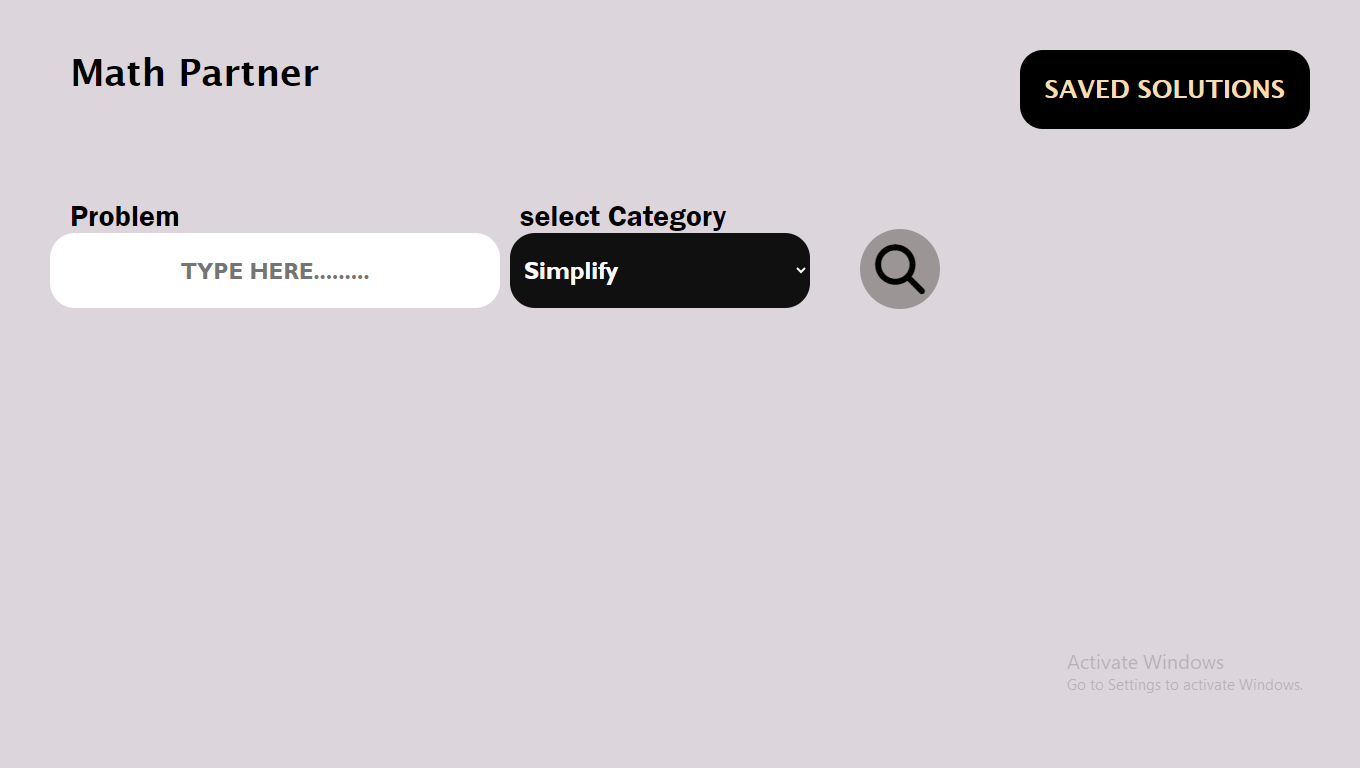 Math Partner
SAVED SOLUTIONS
Problem
select Category
TYPE HERE.........
Simplify
Activate Windows
Go to Settings to activate Windows.